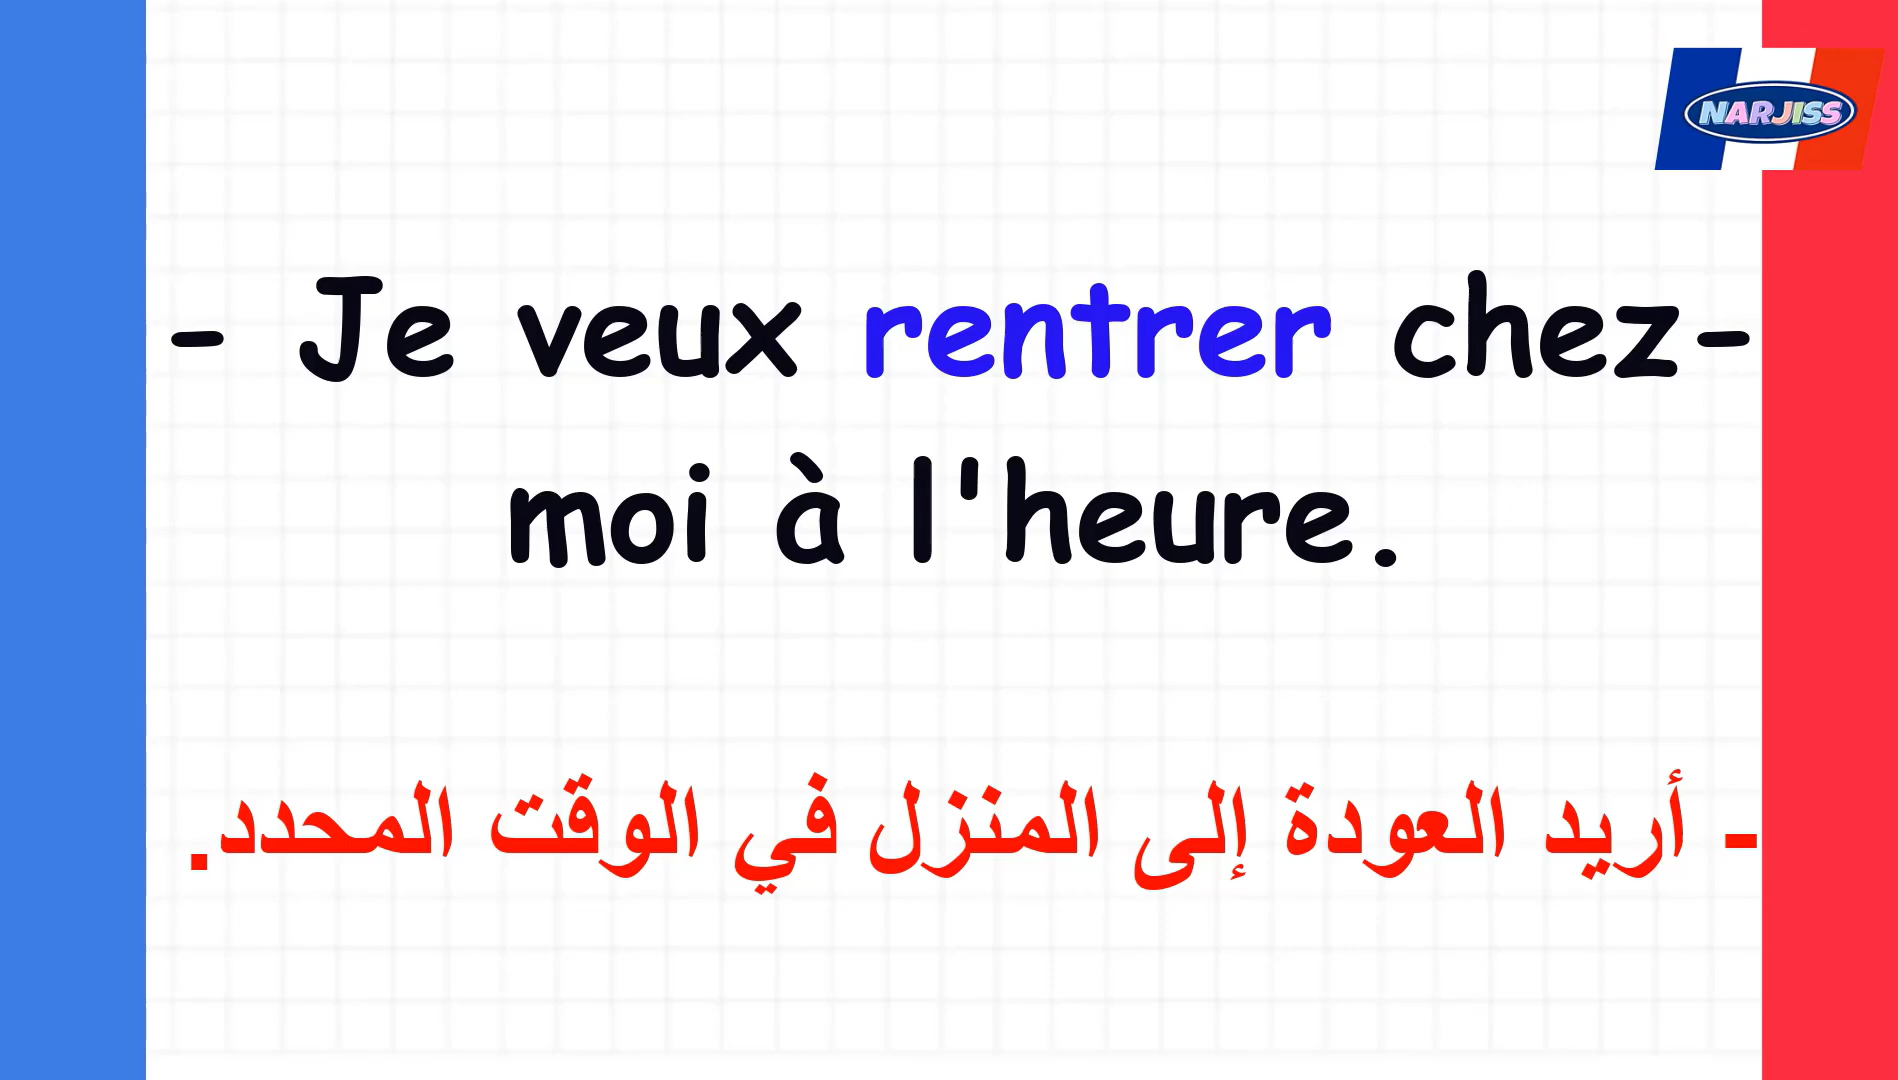 NARJISS
- Je veux rentrer chez-
moi à l'heure.
- أريد العودة إلى المنزل في الوقت المحدد.